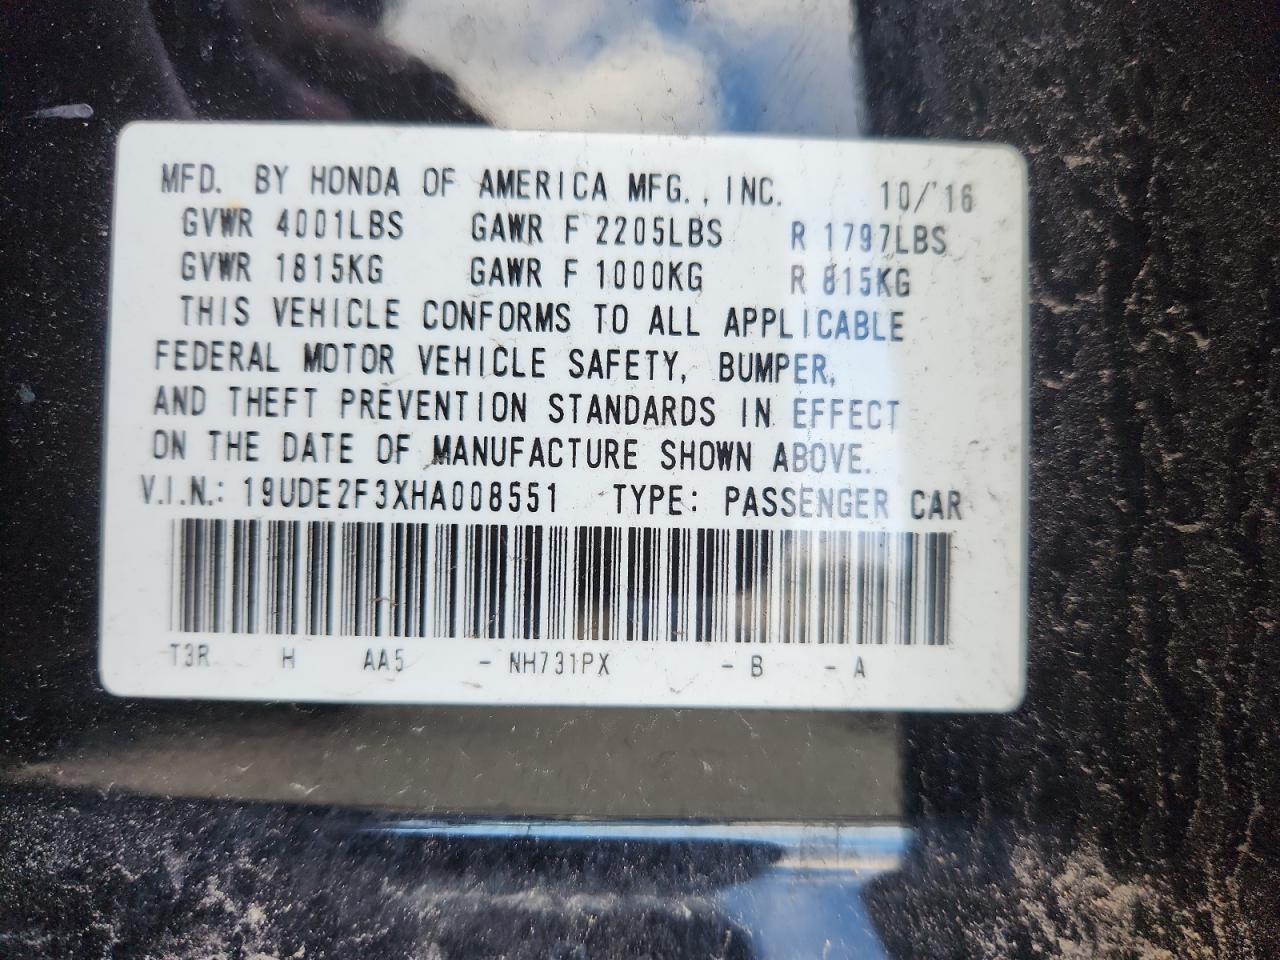 MFD. BY HONDA OF AMERICA MFG., INC. 10/'16
GVWR 4001LBS GAWR F 2205LBS R 1797LBS
GVWR 1815KG GAWR F 1000KG R 815KG
THIS VEHICLE CONFORMS TO ALL APPLICABLE
FEDERAL MOTOR VEHICLE SAFETY, BUMPER,
AND THEFT PREVENTION STANDARDS IN EFFECT
ON THE DATE OF MANUFACTURE SHOWN ABOVE.
V.I.N.: 19UDE2F3XHA008551 TYPE: PASSENGER CAR
T3R H AA5 - NH731PX - B - A